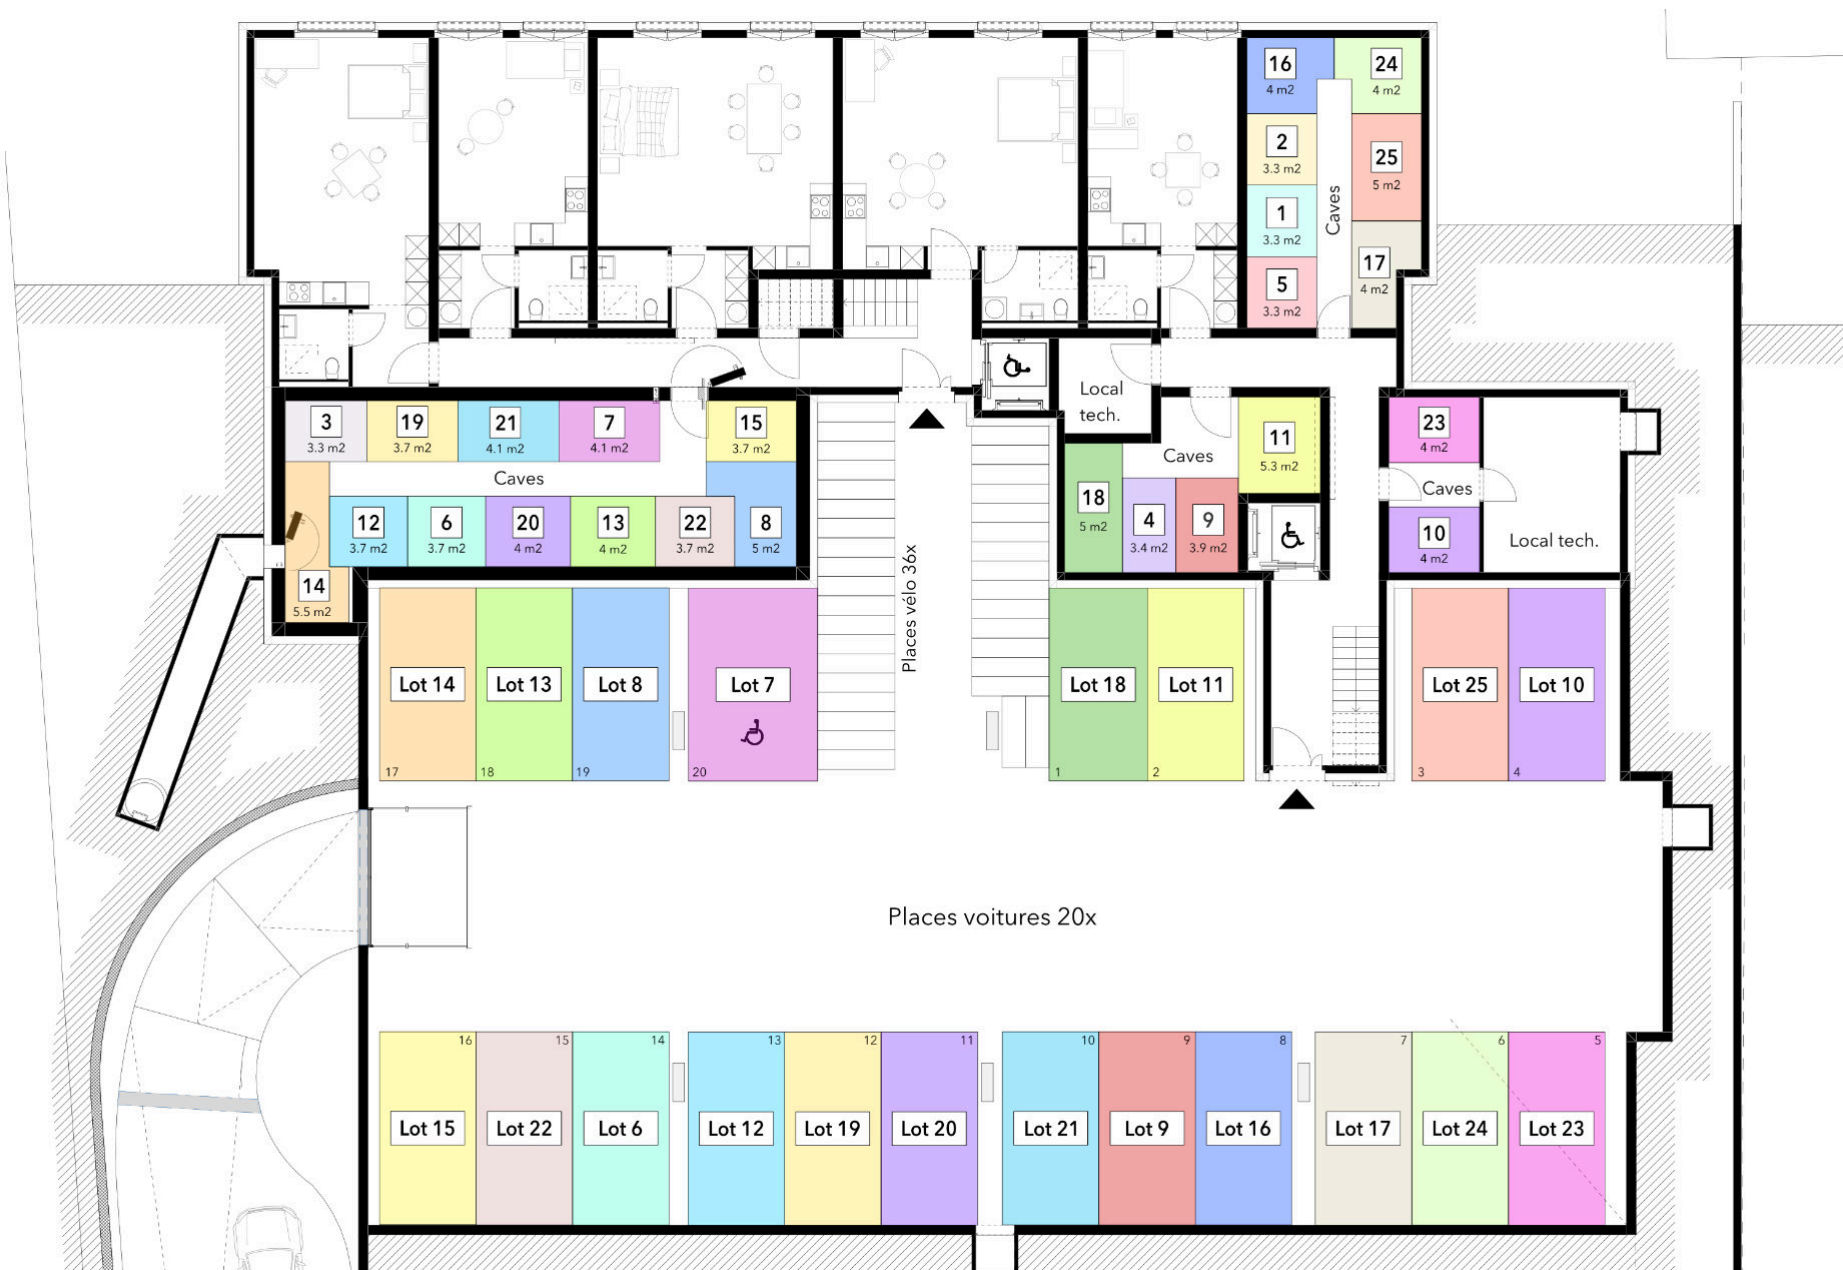 16
4 m2
24
4 m2
2
3.3 m2
25
5 m2
1
3.3 m2
Caves
17
4 m2
5
3.3 m2
Local
tech.
3
3.3 m2
19
3.7 m2
21
4.1 m2
7
4.1 m2
15
3.7 m2
Caves
12
3.7 m2
6
3.7 m2
20
4 m2
13
4 m2
22
3.7 m2
8
5 m2
14
5.5 m2
Places vélo 36x
Caves
11
5.3 m2
18
5 m2
4
3.4 m2
9
3.9 m2
23
4 m2
Caves
10
4 m2
Local tech.
Lot 14
17
Lot 13
18
Lot 8
19
Lot 7
20
Lot 18
1
Lot 11
2
Lot 25
3
Lot 10
4
Places voitures 20x
16
Lot 15
15
Lot 22
14
Lot 6
13
Lot 12
12
Lot 19
11
Lot 20
10
Lot 21
9
Lot 9
8
Lot 16
7
Lot 17
6
Lot 24
5
Lot 23